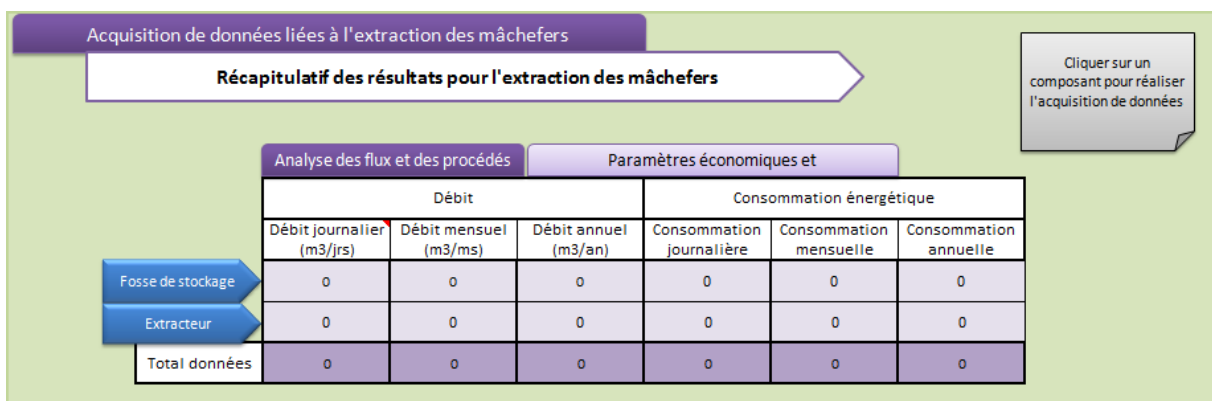 Acquisition de données liées à l'extraction des mâchefers
Récapitulatif des résultats pour l'extraction des mâchefers
Cliquer sur un
composant pour réaliser
l'acquisition de données
Analyse des flux et des procédés
Paramètres économiques et
Débit
Consommation énergétique
Débit journalier
(m3/jrs)
Débit mensuel
(m3/ms)
Débit annuel
(m3/an)
Consommation
journalière
Consommation
mensuelle
Consommation
annuelle
Fosse de stockage 0 0 0 0 0 0
Extracteur 0 0 0 0 0 0
Total données 0 0 0 0 0 0